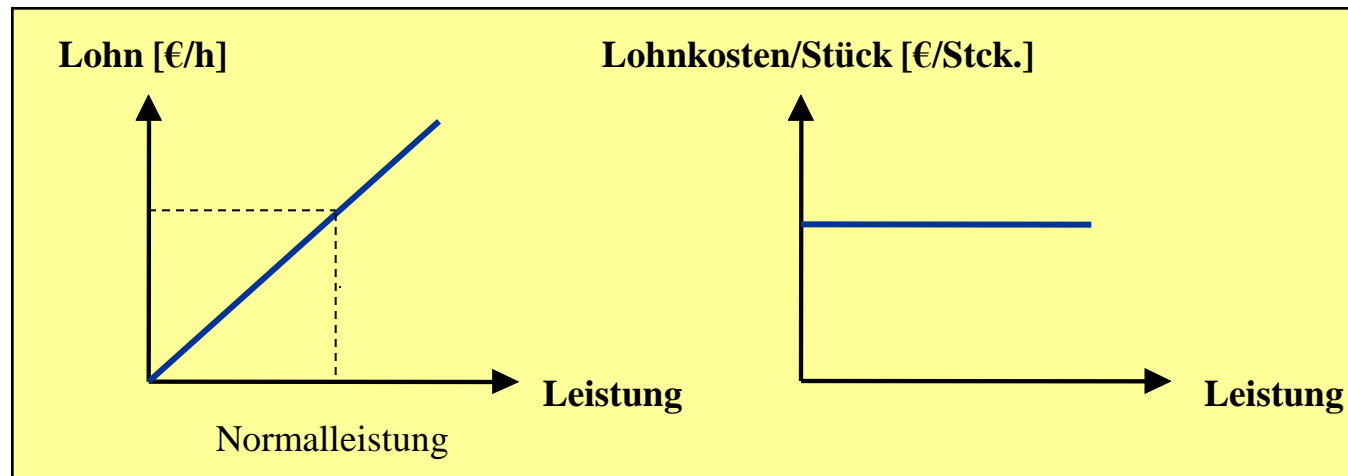 Lohn [€/h]
Lohnkosten/Stück [€/Stck.]
Leistung
Leistung
Normalleistung